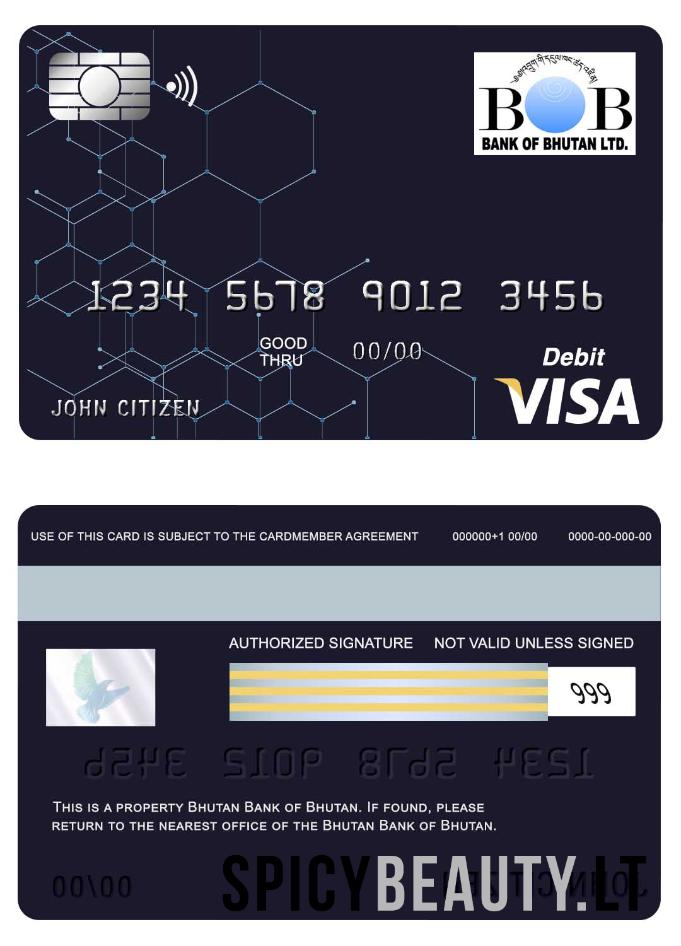 BOB
BANK OF BHUTAN LTD.
1234 5678 9012 3456
GOOD
THRU
00/00
Debit
VISA
JOHN CITIZEN
USE OF THIS CARD IS SUBJECT TO THE CARDMEMBER AGREEMENT 000000+1 00/00 0000-00-000-00
AUTHORIZED SIGNATURE NOT VALID UNLESS SIGNED
999
1234 5678 9012 3456
THIS IS A PROPERTY BHUTAN BANK OF BHUTAN. IF FOUND, PLEASE
RETURN TO THE NEAREST OFFICE OF THE BHUTAN BANK OF BHUTAN.
00/00
JOHN CITIZEN
SPICYBEAUTY.LT